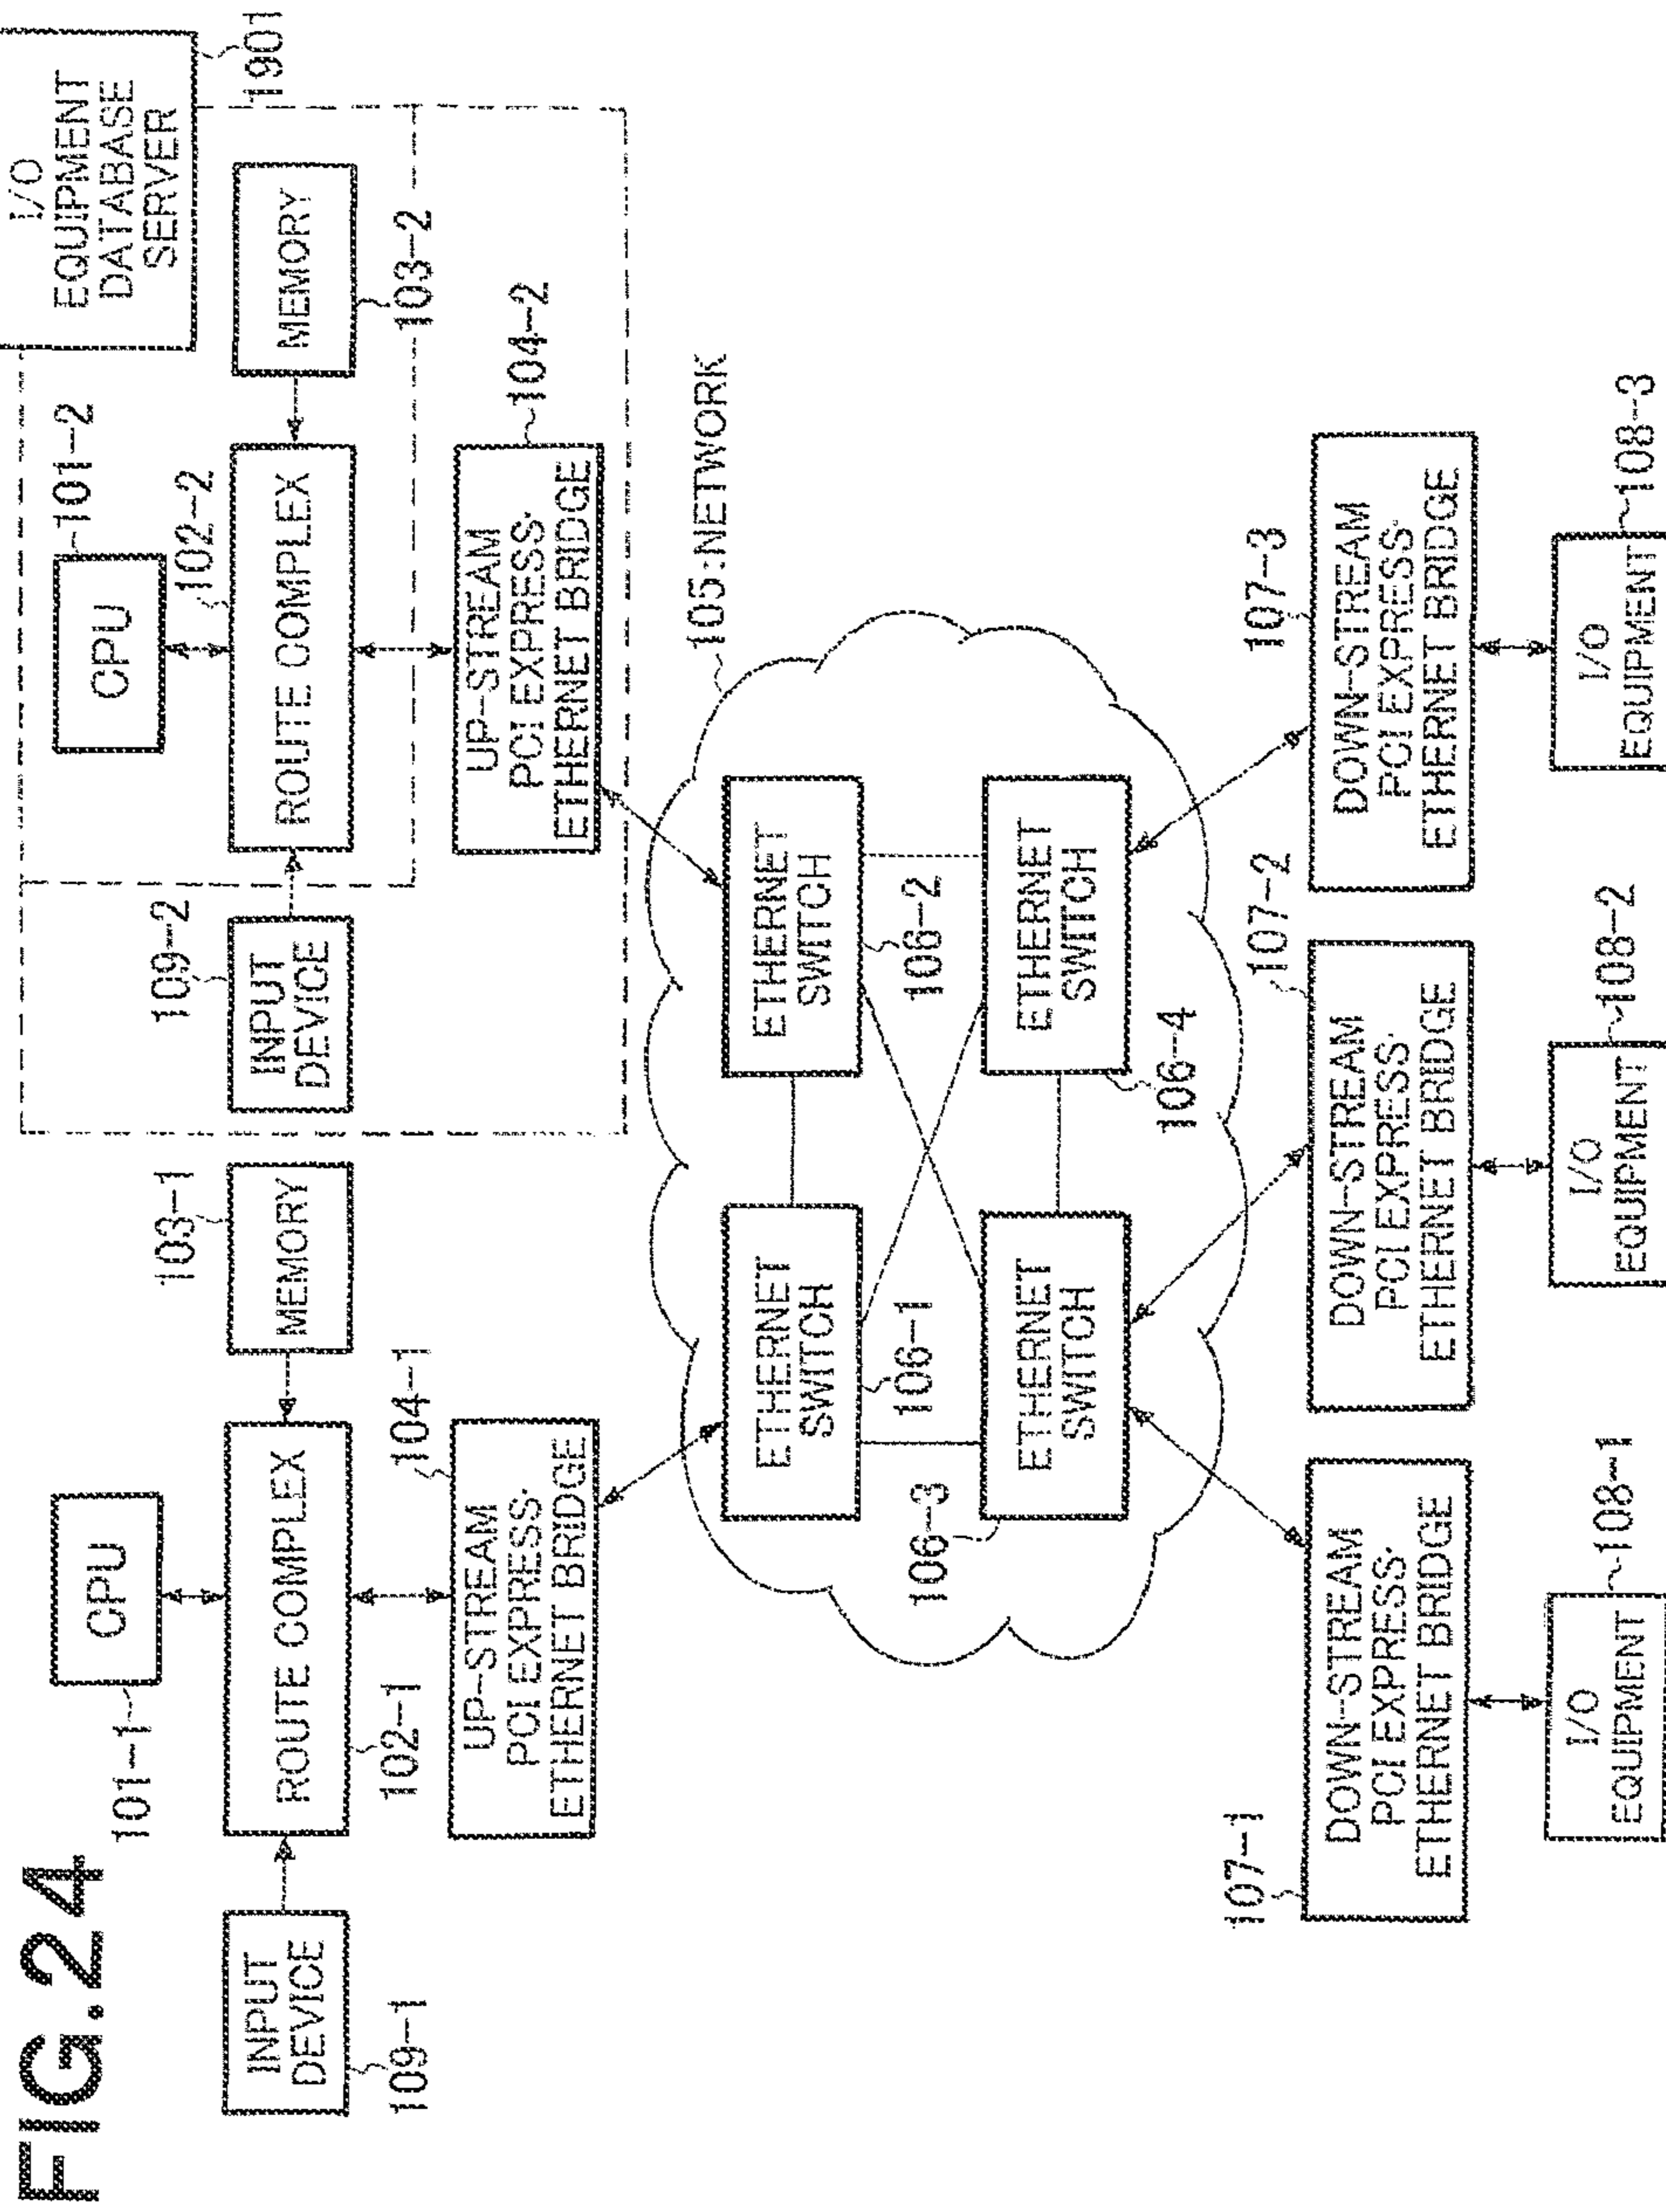 FIG.24
I/O
EQUIPMENT
DATABASE
SERVER
1901
101-1
CPU
CPU
101-2
102-2
109-1
INPUT
DEVICE
ROUTE COMPLEX
102-1
MEMORY
103-1
109-2
INPUT
DEVICE
ROUTE COMPLEX
MEMORY
103-2
UP-STREAM
PCI EXPRESS·
ETHERNET BRIDGE
104-1
UP-STREAM
PCI EXPRESS·
ETHERNET BRIDGE
104-2
105:NETWORK
ETHERNET
SWITCH
106-1
ETHERNET
SWITCH
106-2
106-3
ETHERNET
SWITCH
ETHERNET
SWITCH
106-4
107-1
DOWN-STREAM
PCI EXPRESS·
ETHERNET BRIDGE
107-2
DOWN-STREAM
PCI EXPRESS·
ETHERNET BRIDGE
107-3
DOWN-STREAM
PCI EXPRESS·
ETHERNET BRIDGE
I/O
EQUIPMENT
108-1
I/O
EQUIPMENT
108-2
I/O
EQUIPMENT
108-3